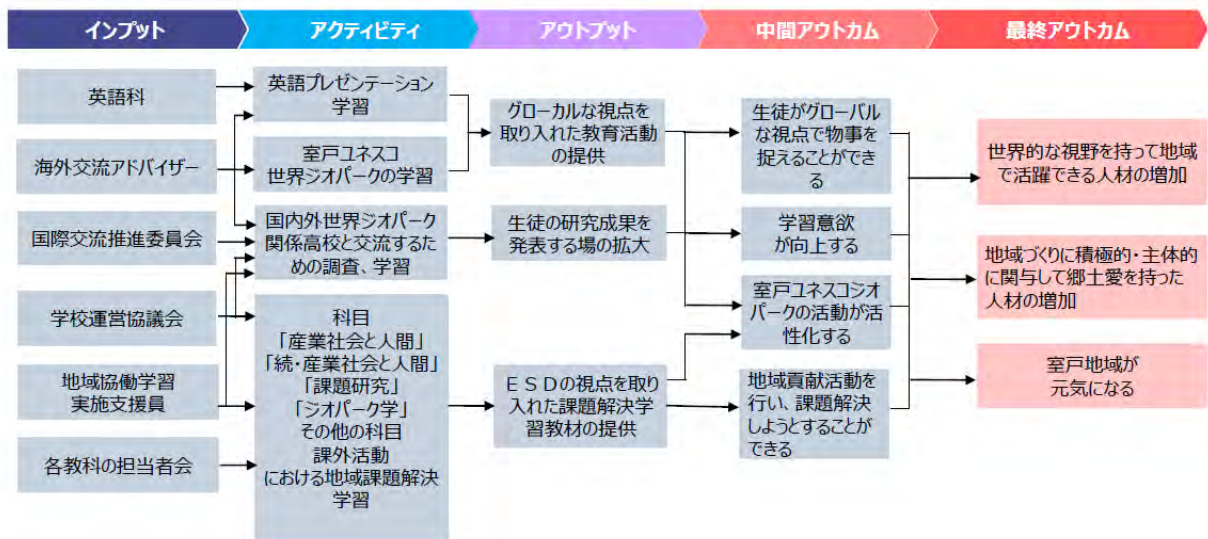 インプット
アクティビティ
アウトプット
中間アウトカム
最終アウトカム
英語科
海外交流アドバイザー
国際交流推進委員会
学校運営協議会
地域協働学習
実施支援員
各教科の担当者会
英語プレゼンテーション
学習
室戸ユネスコ
世界ジオパークの学習
国内外世界ジオパーク
関係高校と交流するた
めの調査、学習
科目
「産業社会と人間」
「続・産業社会と人間」
「課題研究」
「ジオパーク学」
その他の科目
課外活動
における地域課題解決
学習
グローカルな視点を
取り入れた教育活動
の提供
生徒の研究成果を
発表する場の拡大
ＥＳＤの視点を取り
入れた課題解決学
習教材の提供
生徒がグローバル
な視点で物事を
捉えることができ
る
学習意欲
が向上する
室戸ユネスコジオ
パークの活動が活
性化する
地域貢献活動を
行い、課題解決
しようとすることが
できる
世界的な視野を持って地域
で活躍できる人材の増加
地域づくりに積極的・主体的
に関与して郷土愛を持った
人材の増加
室戸地域が
元気になる